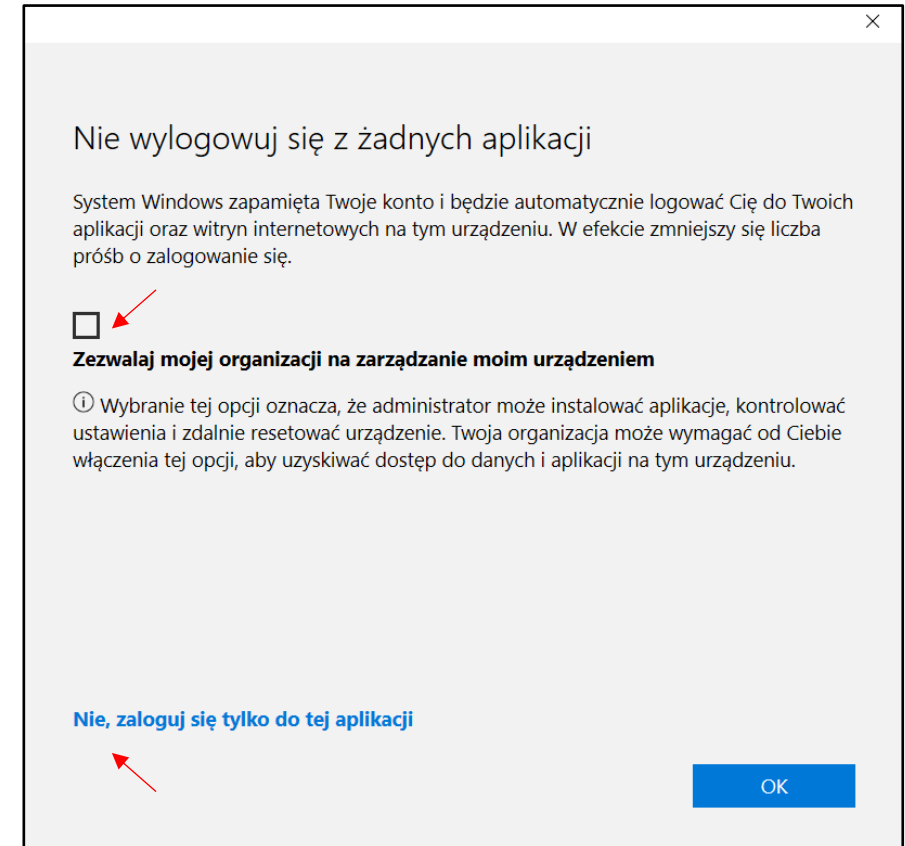 Nie wylogowuj się z żadnych aplikacji
System Windows zapamięta Twoje konto i będzie automatycznie logować Cię do Twoich
aplikacji oraz witryn internetowych na tym urządzeniu. W efekcie zmniejszy się liczba
próśb o zalogowanie się.
Zezwalaj mojej organizacji na zarządzanie moim urządzeniem
Wybranie tej opcji oznacza, że administrator może instalować aplikacje, kontrolować
ustawienia i zdalnie resetować urządzenie. Twoja organizacja może wymagać od Ciebie
włączenia tej opcji, aby uzyskiwać dostęp do danych i aplikacji na tym urządzeniu.
Nie, zaloguj się tylko do tej aplikacji
OK